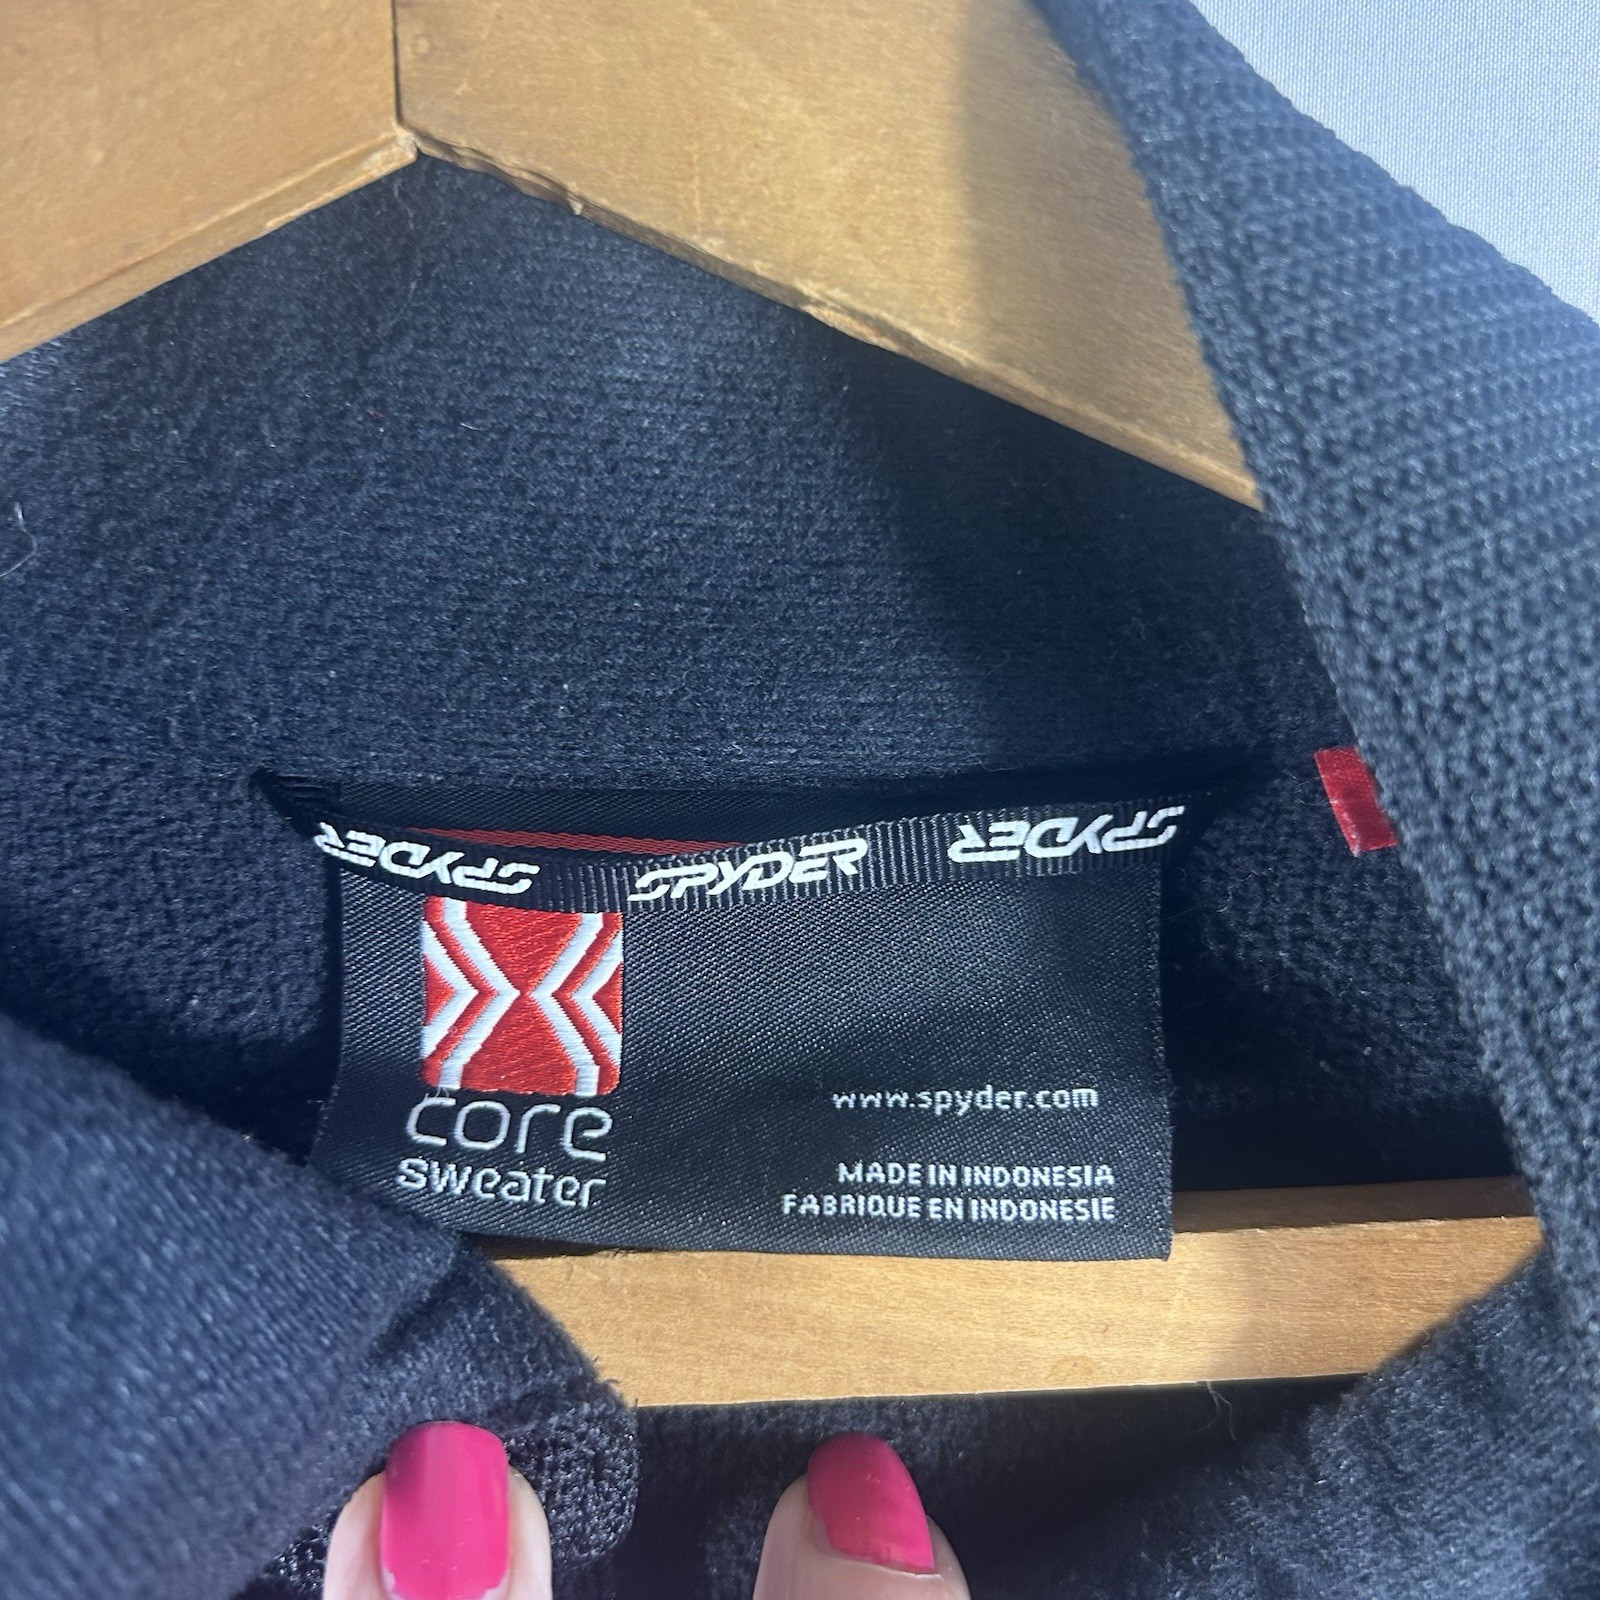 SPYDER SPYDER SPYDER
core
sweater
www.spyder.com
MADE IN INDONESIA
FABRIQUE EN INDONESIE